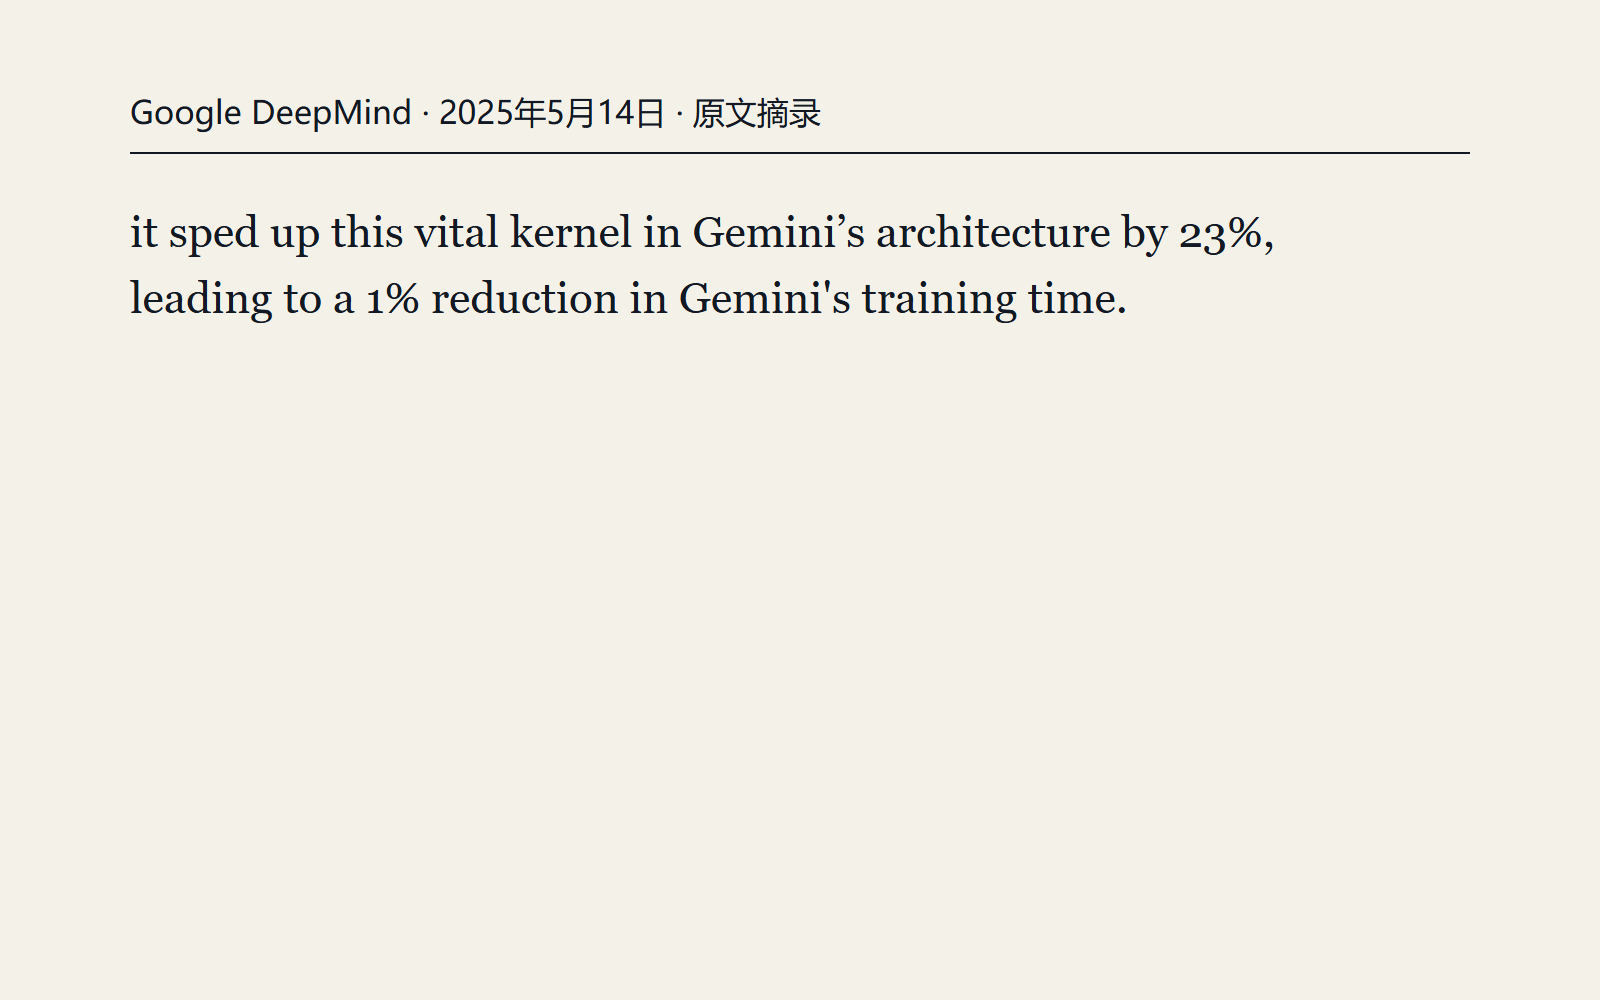 Google DeepMind · 2025年5月14日 · 原文摘录
it sped up this vital kernel in Gemini’s architecture by 23%,
leading to a 1% reduction in Gemini's training time.